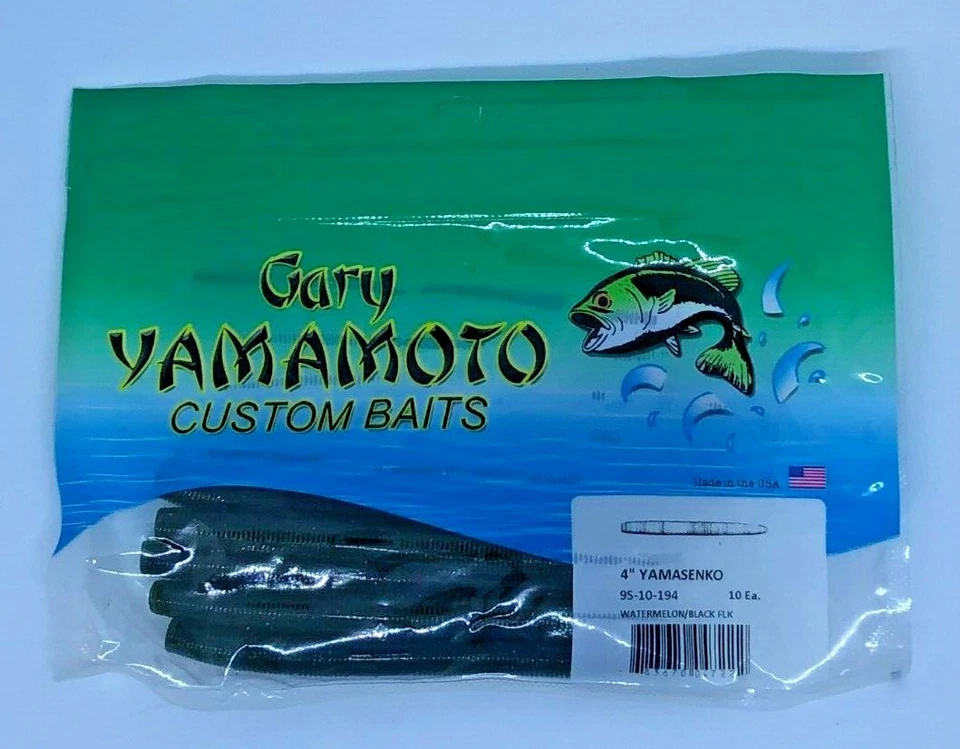 Gary
YAMAMOTO
CUSTOM BAITS
Made in the USA
4" YAMASENKO
9S-10-194 10 Ea.
WATERMELON/BLACK FLK